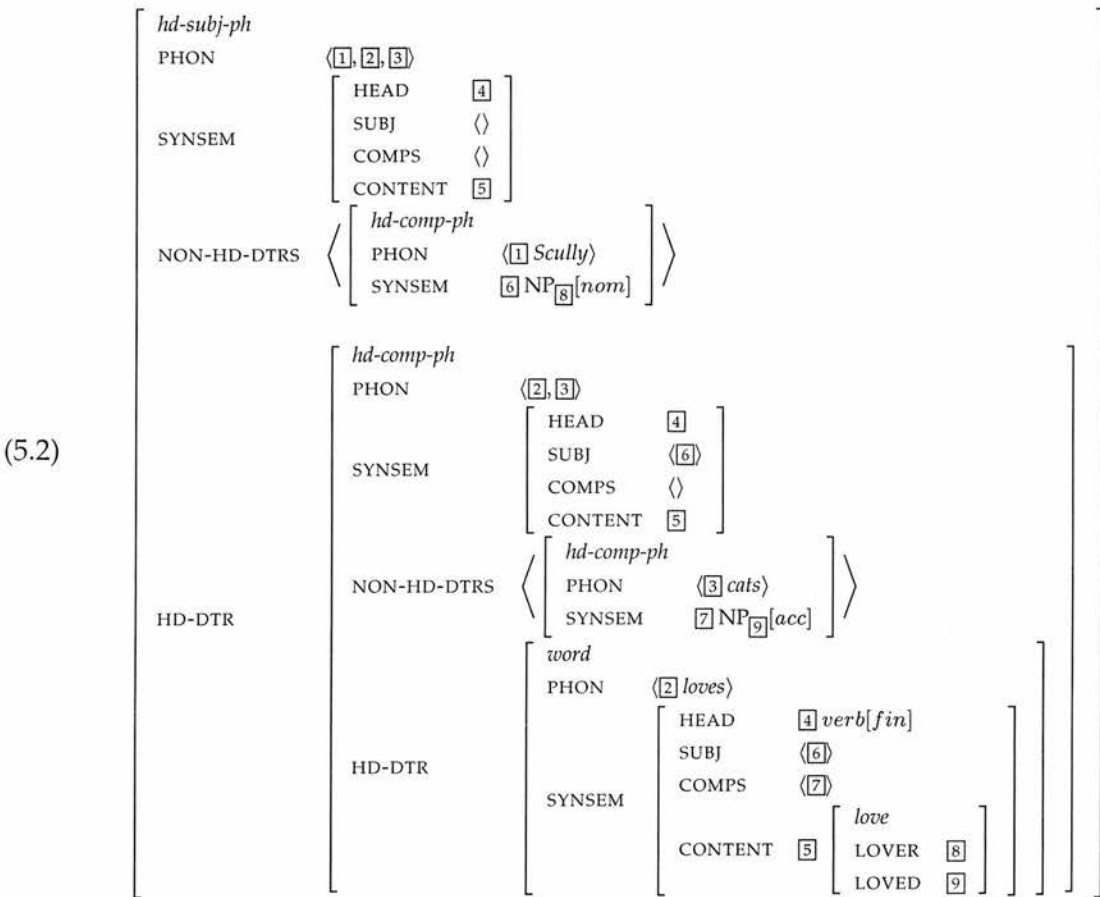 hd-subj-ph
PHON ⟨[1], [2], [3]⟩
HEAD [4]
SUBJ ⟨⟩
SYNSEM
COMPS ⟨⟩
CONTENT [5]
hd-comp-ph
PHON ⟨[1] Scully⟩
NON-HD-DTRS
SYNSEM [6] NP[8][nom]
hd-comp-ph
PHON ⟨[2], [3]⟩
HEAD [4]
(5.2)
SUBJ ⟨[6]⟩
SYNSEM
COMPS ⟨⟩
CONTENT [5]
hd-comp-ph
NON-HD-DTRS
PHON ⟨[3] cats⟩
HD-DTR
SYNSEM [7] NP[9][acc]
word
PHON ⟨[2] loves⟩
HEAD [4] verb[fin]
SUBJ ⟨[6]⟩
HD-DTR
COMPS ⟨[7]⟩
SYNSEM
love
CONTENT [5]
LOVER [8]
LOVED [9]